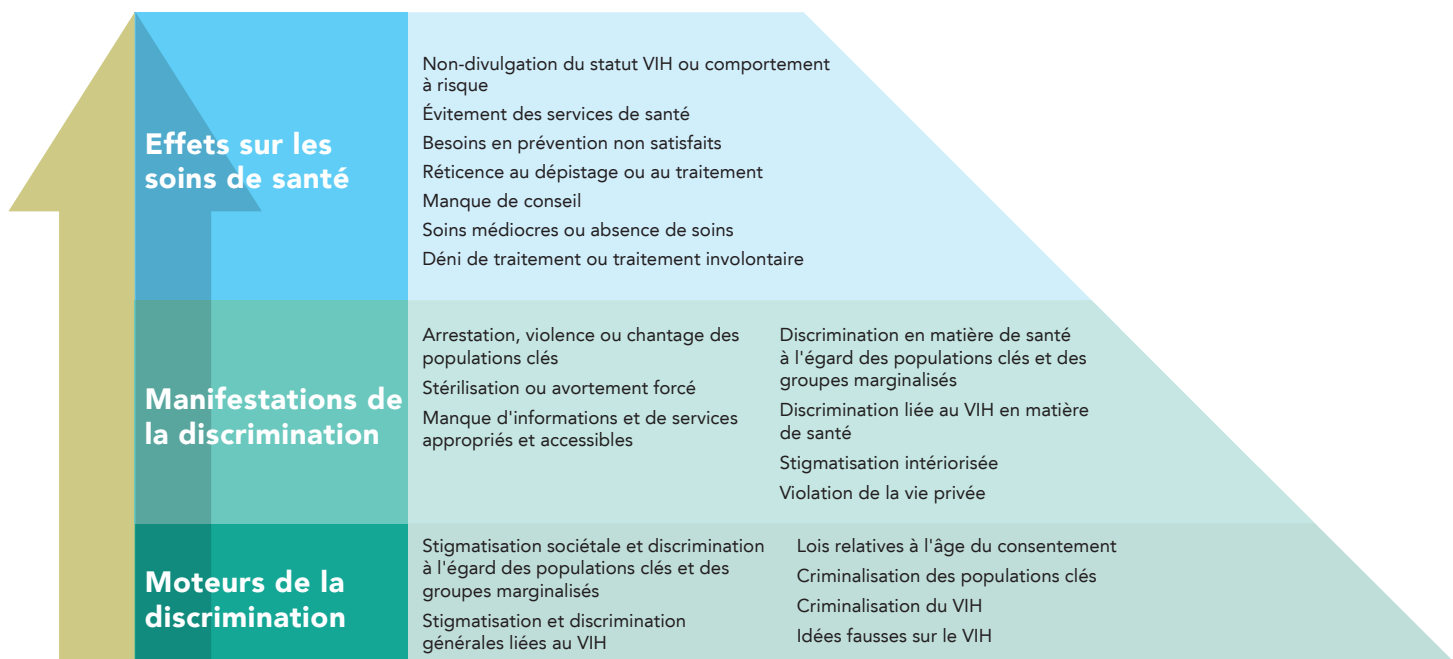 Effets sur les
soins de santé
Non-divulgation du statut VIH ou comportement
à risque
Évitement des services de santé
Besoins en prévention non satisfaits
Réticence au dépistage ou au traitement
Manque de conseil
Soins médiocres ou absence de soins
Déni de traitement ou traitement involontaire
Manifestations de
la discrimination
Arrestation, violence ou chantage des
populations clés
Stérilisation ou avortement forcé
Manque d'informations et de services
appropriés et accessibles
Discrimination en matière de santé
à l'égard des populations clés et des
groupes marginalisés
Discrimination liée au VIH en matière
de santé
Stigmatisation intériorisée
Violation de la vie privée
Moteurs de la
discrimination
Stigmatisation sociétale et discrimination
à l'égard des populations clés et des
groupes marginalisés
Stigmatisation et discrimination
générales liées au VIH
Lois relatives à l'âge du consentement
Criminalisation des populations clés
Criminalisation du VIH
Idées fausses sur le VIH